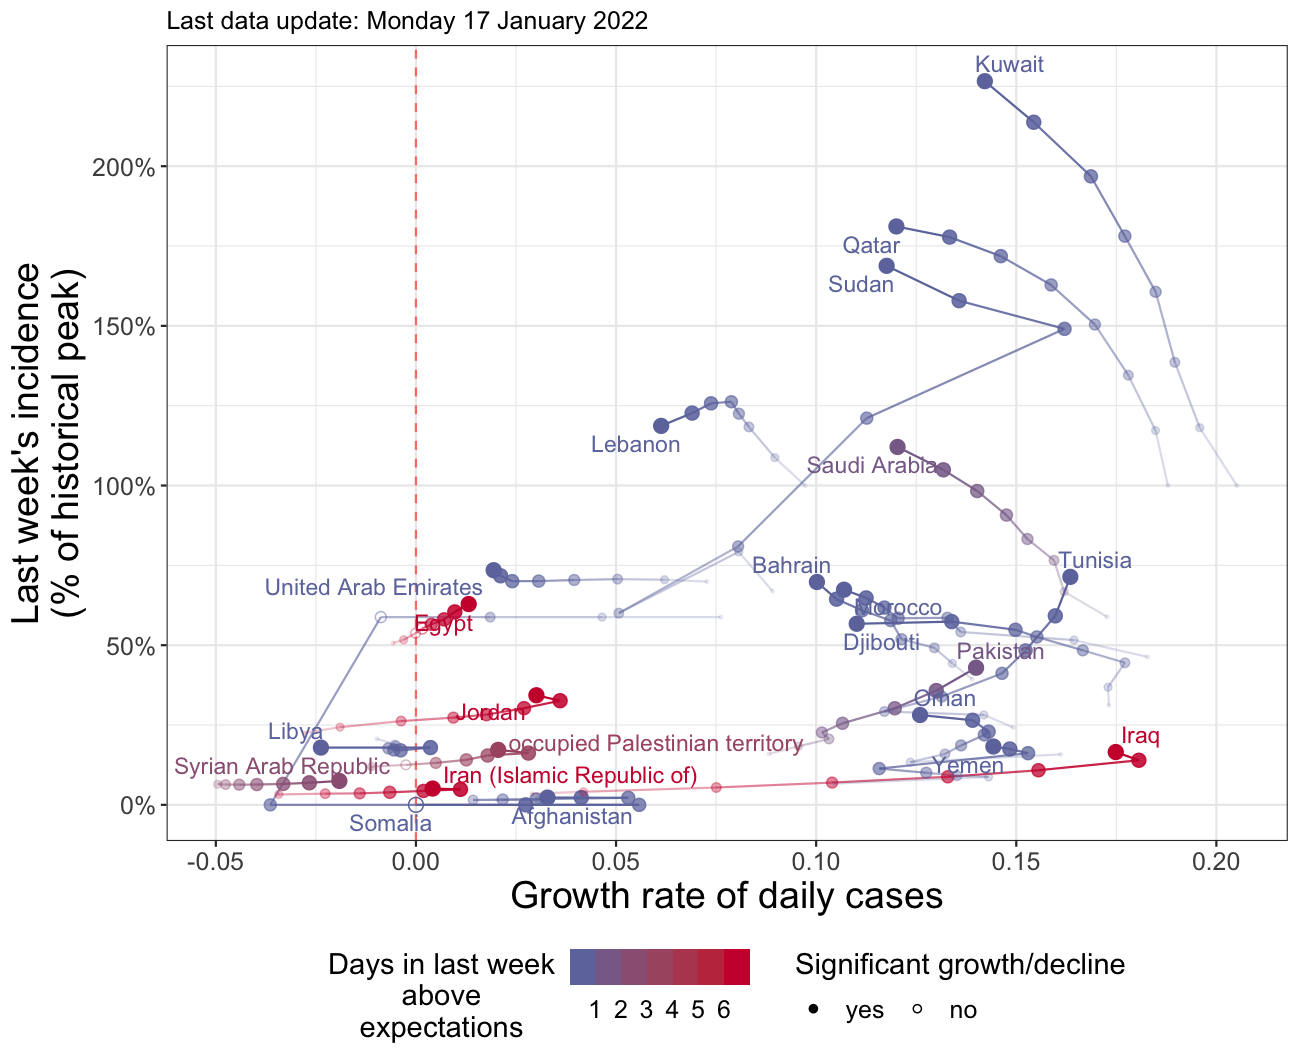 Last data update: Monday 17 January 2022
Last week's incidence
(% of historical peak)
200%
150%
100%
50%
0%
Kuwait
Qatar
Sudan
Lebanon
Saudi Arabia
Tunisia
Bahrain
United Arab Emirates
Morocco
Egypt
Djibouti
Pakistan
Oman
Jordan
Libya
occupied Palestinian territory
Iraq
Syrian Arab Republic
Iran (Islamic Republic of)
Yemen
Somalia
Afghanistan
-0.05 0.00 0.05 0.10 0.15 0.20
Growth rate of daily cases
Days in last week
above
expectations
1 2 3 4 5 6
Significant growth/decline
yes no